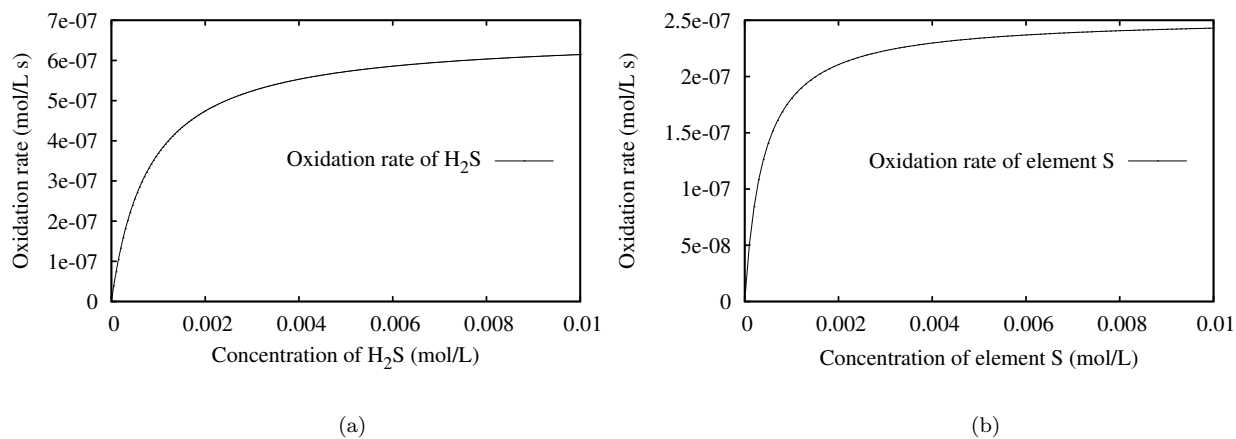 7e-07
6e-07
5e-07
4e-07
3e-07
2e-07
1e-07
0
Oxidation rate (mol/L s)
Oxidation rate of H₂S
0 0.002 0.004 0.006 0.008 0.01
Concentration of H₂S (mol/L)
(a)
2.5e-07
2e-07
1.5e-07
1e-07
5e-08
0
Oxidation rate (mol/L s)
Oxidation rate of element S
0 0.002 0.004 0.006 0.008 0.01
Concentration of element S (mol/L)
(b)